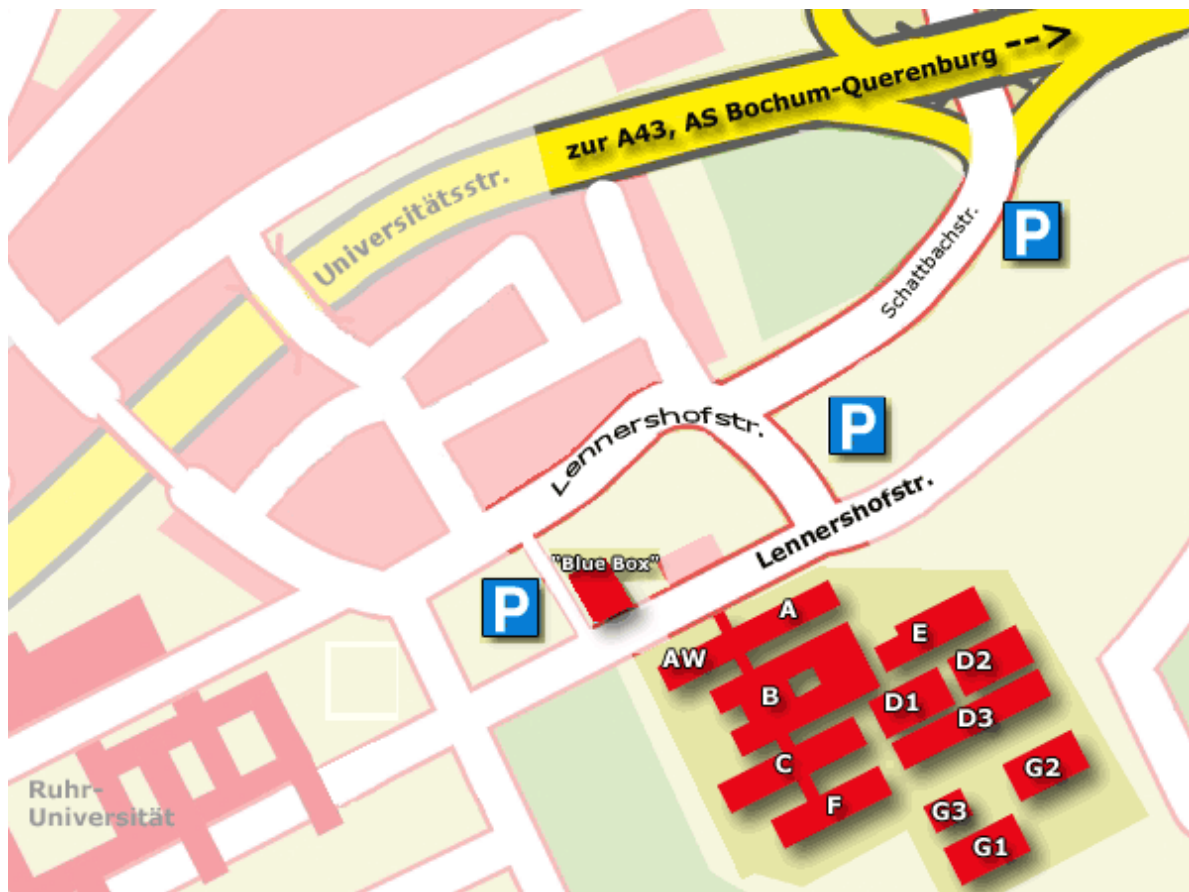 zur A43, AS Bochum-Querenburg -->
Universitätsstr.
P
Schattbachstr.
P
Lennershofstr.
Lennershofstr.
"Blue Box"
P
A
E
AW
D2
B
D1
D3
C
G2
F
G3
G1
Ruhr-
Universität